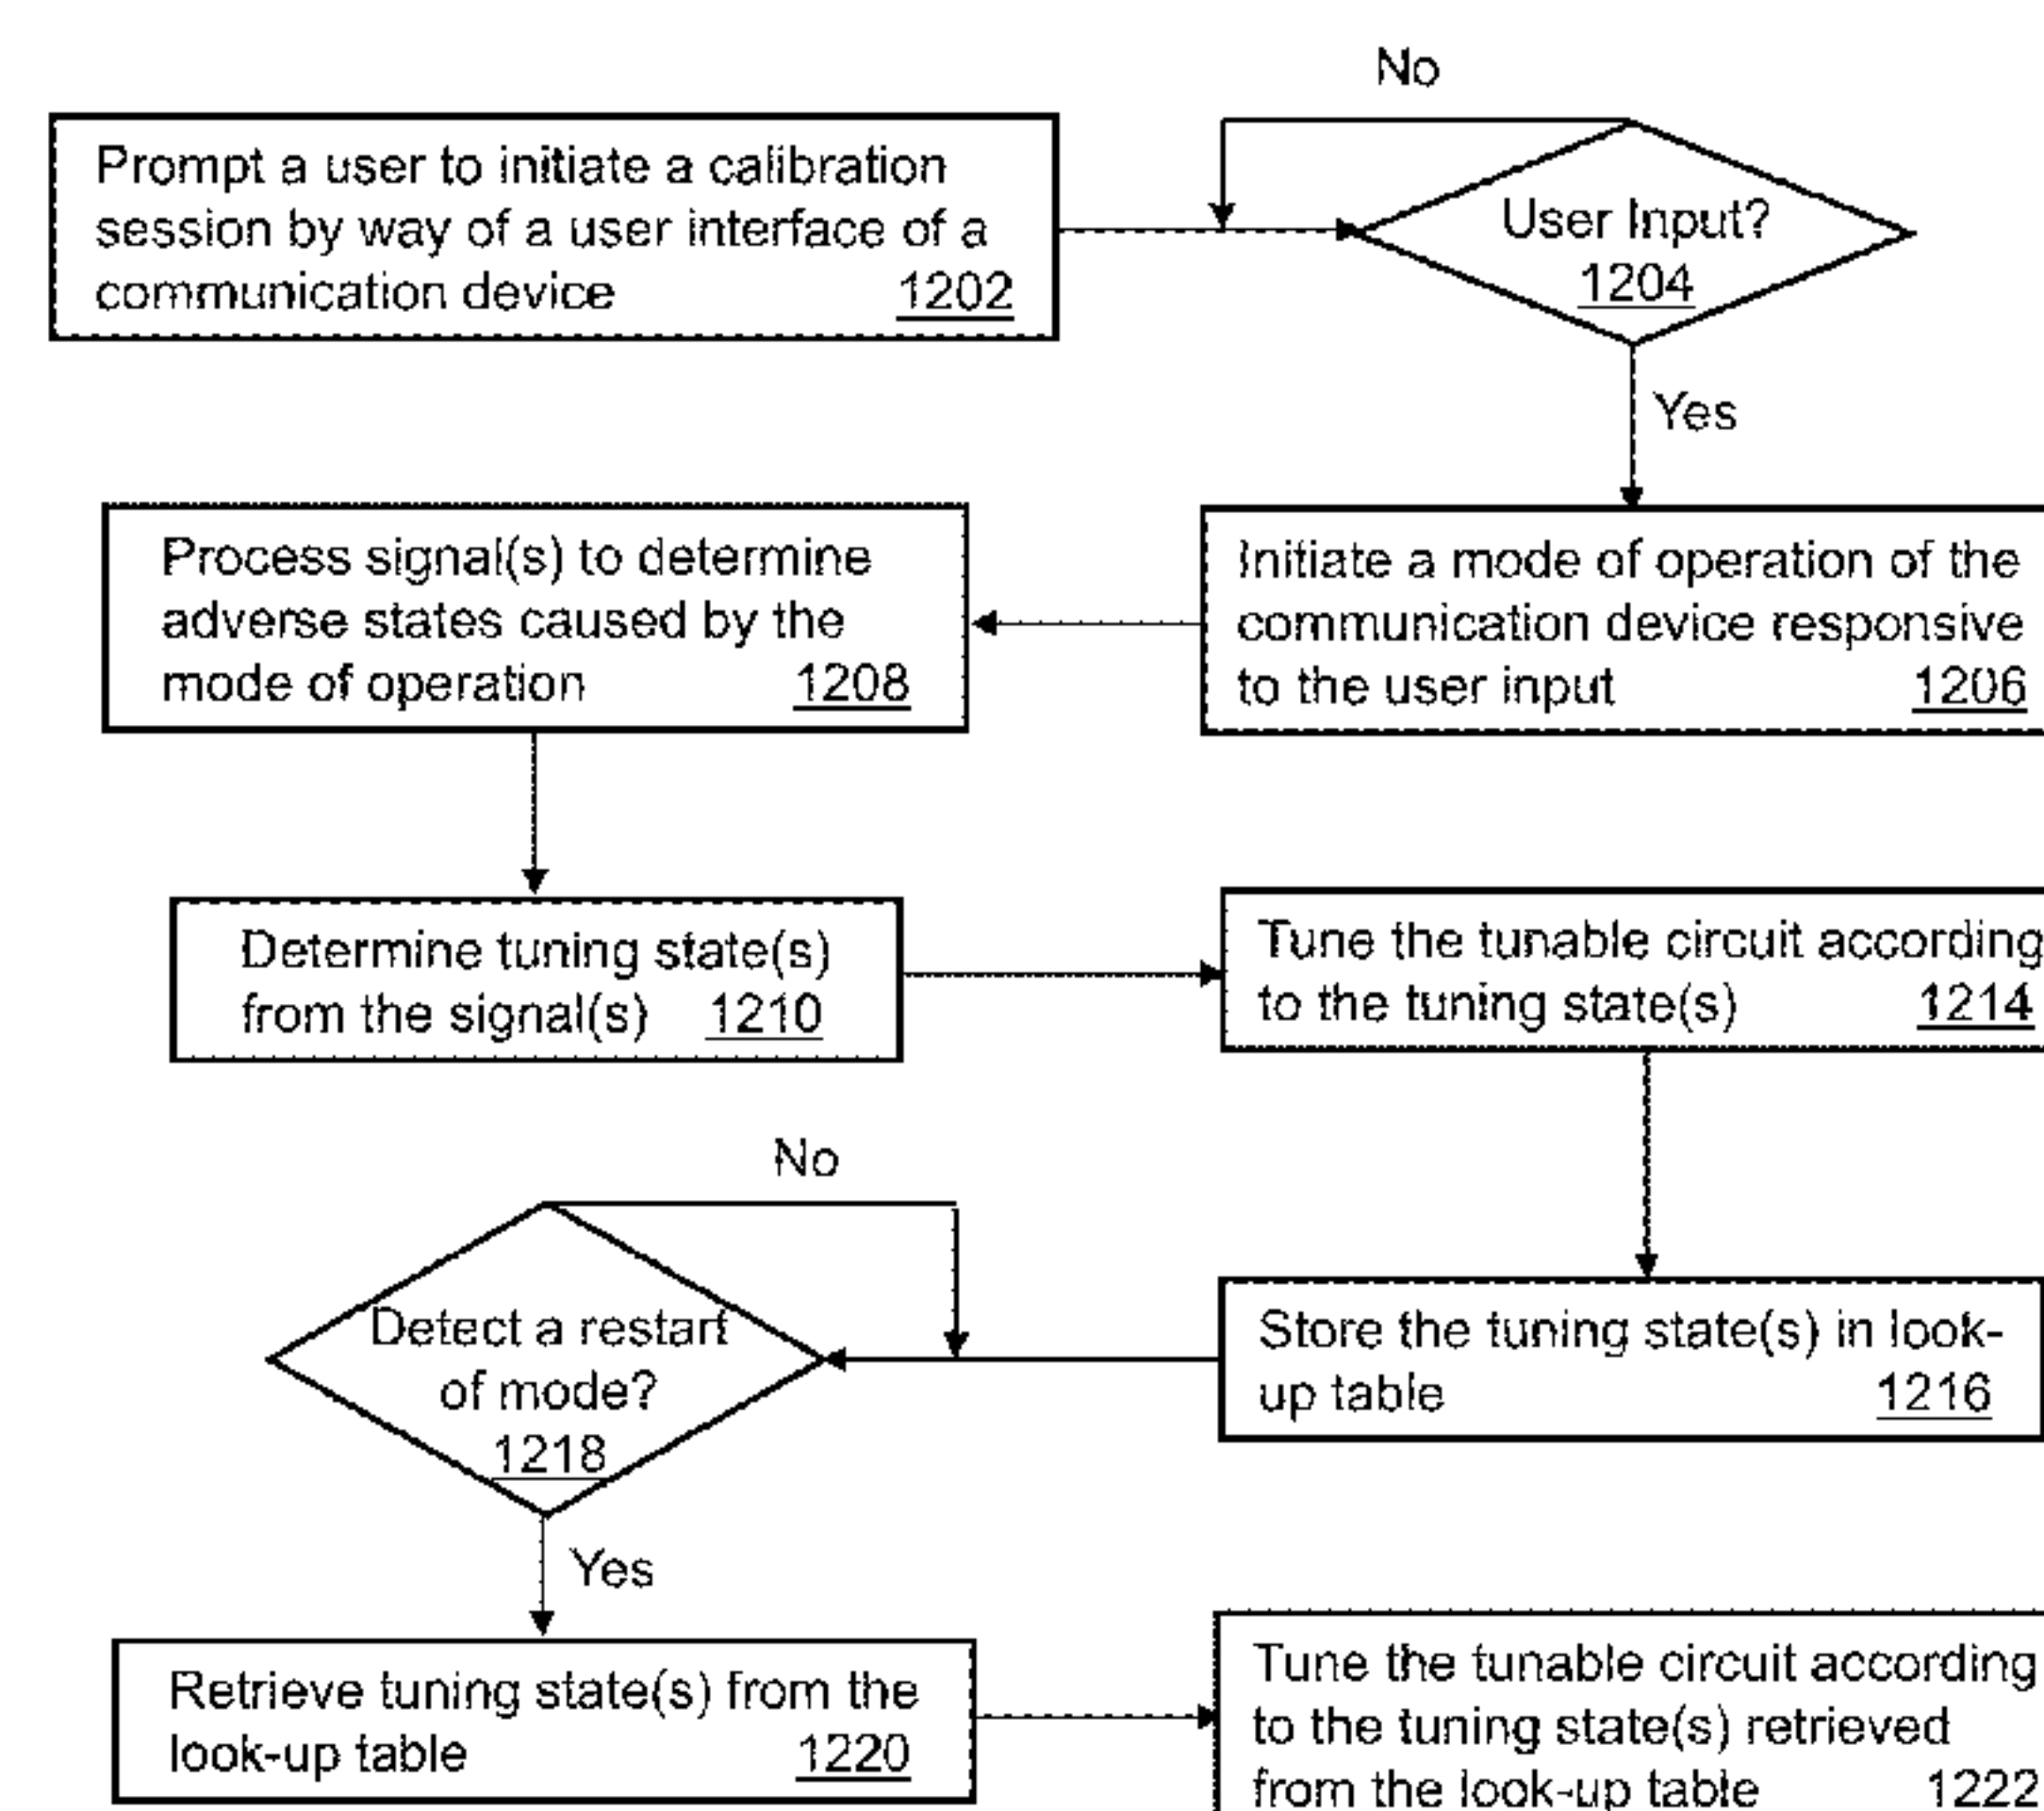 No
Prompt a user to initiate a calibration
session by way of a user interface of a
communication device 1202
User Input?
1204
Yes
Initiate a mode of operation of the
communication device responsive
to the user input 1206
Process signal(s) to determine
adverse states caused by the
mode of operation 1208
Determine tuning state(s)
from the signal(s) 1210
Tune the tunable circuit according
to the tuning state(s) 1214
Store the tuning state(s) in look-
up table 1216
No
Detect a restart
of mode?
1218
Yes
Retrieve tuning state(s) from the
look-up table 1220
Tune the tunable circuit according
to the tuning state(s) retrieved
from the look-up table 1222